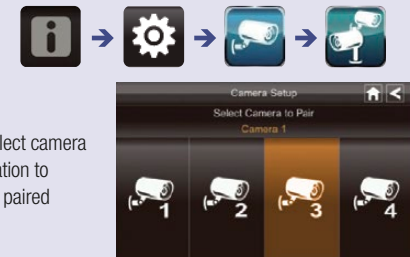 Camera Setup
Select Camera to Pair
Camera 1
1 2 3 4
lect camera
ation to
paired